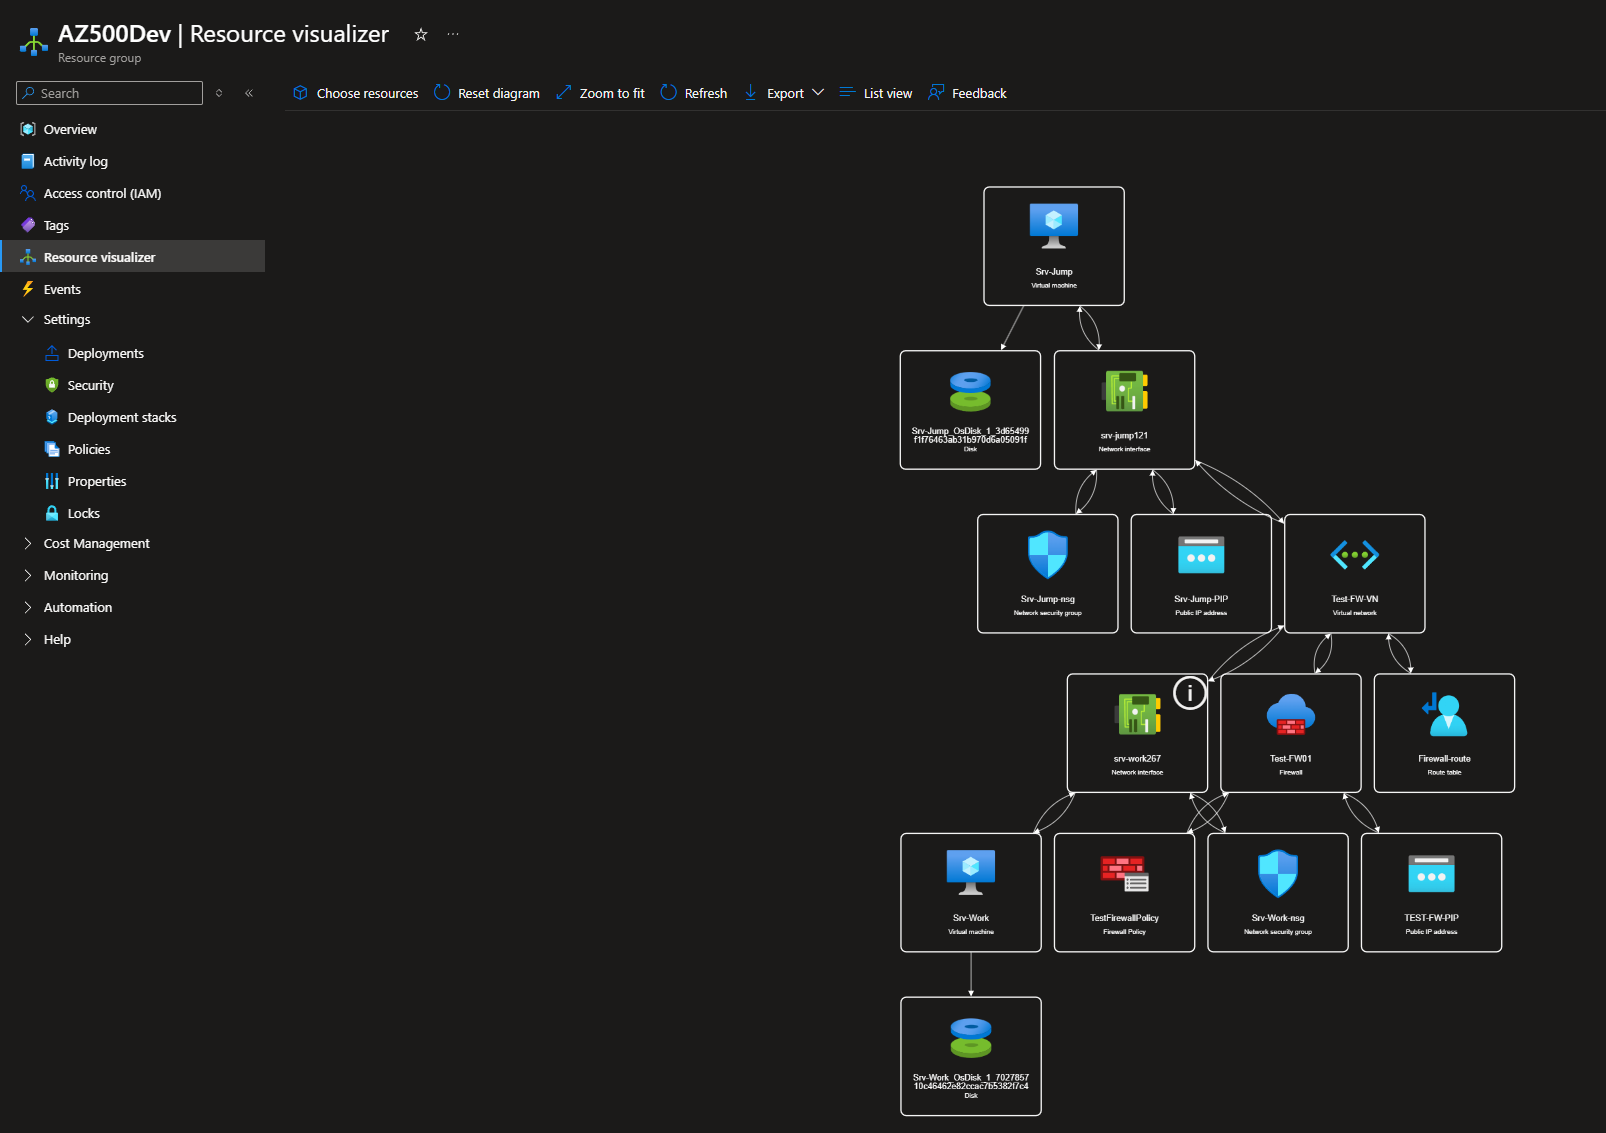 AZ500Dev | Resource visualizer
Resource group
Search
Choose resources
Reset diagram
Zoom to fit
Refresh
Export
List view
Feedback
Overview
Activity log
Access control (IAM)
Tags
Resource visualizer
Events
Settings
Deployments
Security
Deployment stacks
Policies
Properties
Locks
Cost Management
Monitoring
Automation
Help
Srv-Jump
Virtual machine
Srv-Jump_OsDisk_1_3d65499
f1f76463ab31b970d6a05091f
Disk
srv-jump121
Network interface
Srv-Jump-nsg
Network security group
Srv-Jump-PIP
Public IP address
Test-FW-VN
Virtual network
srv-work267
Network interface
Test-FW01
Firewall
Firewall-route
Route table
Srv-Work
Virtual machine
TestFirewallPolicy
Firewall Policy
Srv-Work-nsg
Network security group
TEST-FW-PIP
Public IP address
Srv-Work_OsDisk_1_7027857
10c46462e82ccac7b5382f7c4
Disk